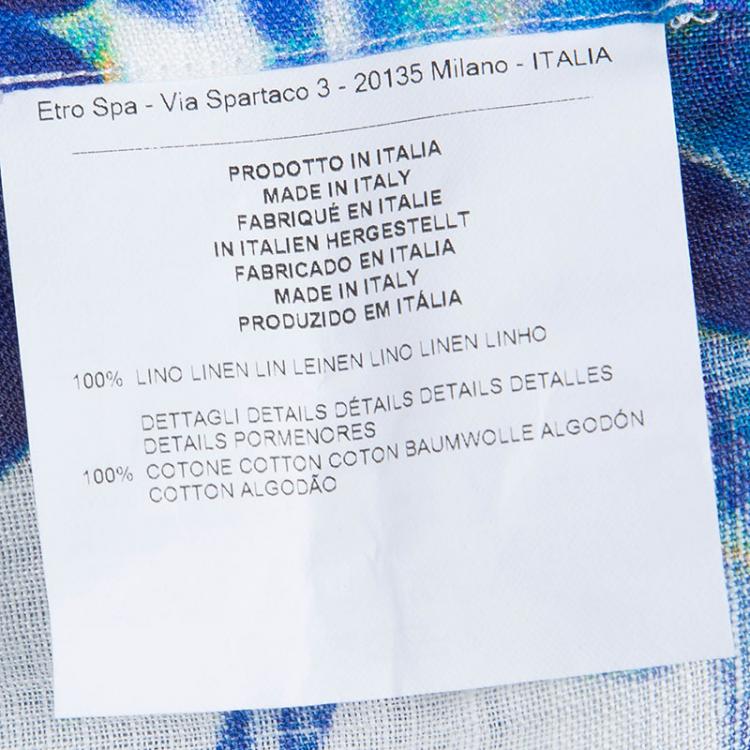 Etro Spa - Via Spartaco 3 - 20135 Milano - ITALIA
PRODOTTO IN ITALIA
MADE IN ITALY
FABRIQUÉ EN ITALIE
IN ITALIEN HERGESTELLT
FABRICADO EN ITALIA
MADE IN ITALY
PRODUZIDO EM ITÁLIA
100% LINO LINEN LIN LEINEN LINO LINEN LINHO
DETTAGLI DETAILS DÉTAILS DETAILS DETALLES
DETAILS PORMENORES
100% COTONE COTTON COTON BAUMWOLLE ALGODÓN
COTTON ALGODÃO